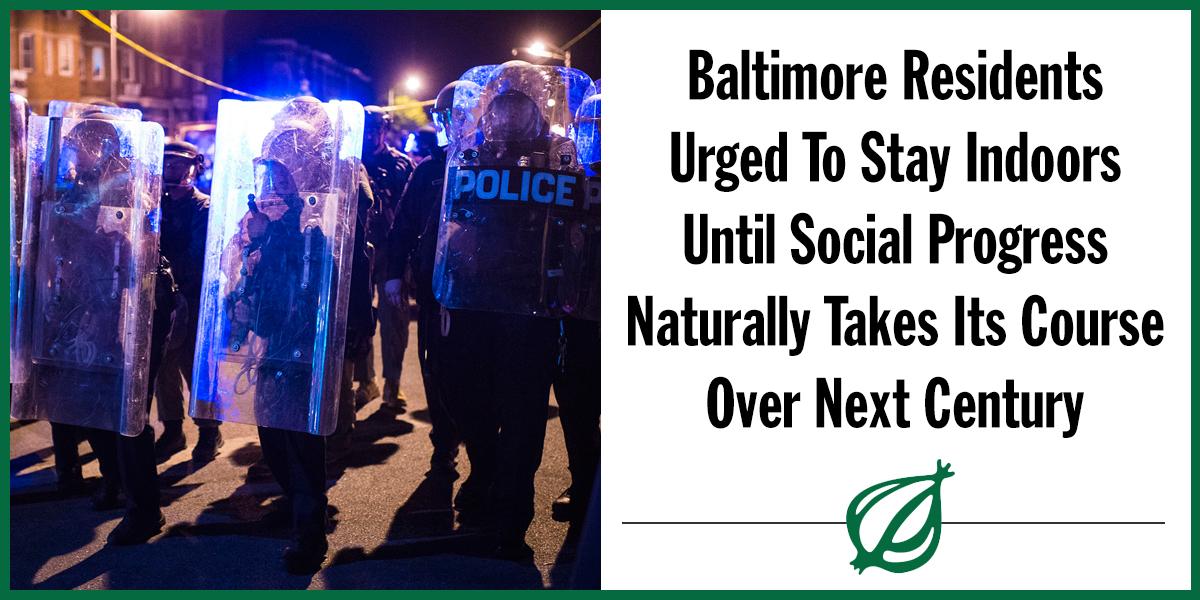 POLICE
P
Baltimore Residents
Urged To Stay Indoors
Until Social Progress
Naturally Takes Its Course
Over Next Century